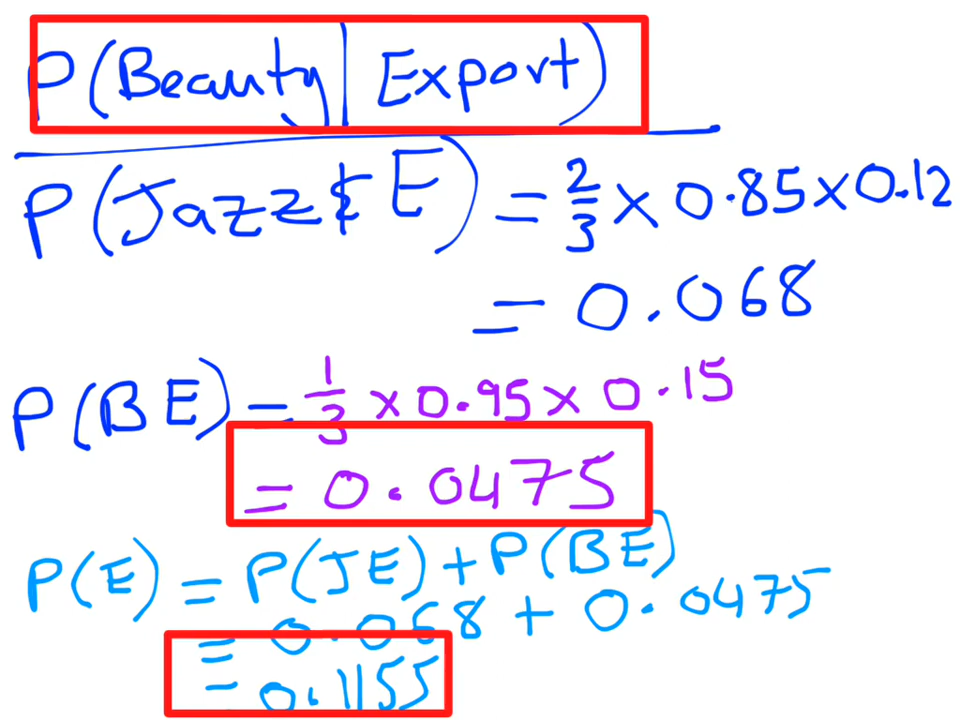 P(Beauty | Export)
P(Jazz & E) = 2/3 × 0.85 × 0.12
= 0.068
P(BE) = 1/3 × 0.95 × 0.15
= 0.0475
P(E) = P(JE) + P(BE)
= 0.068 + 0.0475
= 0.1155